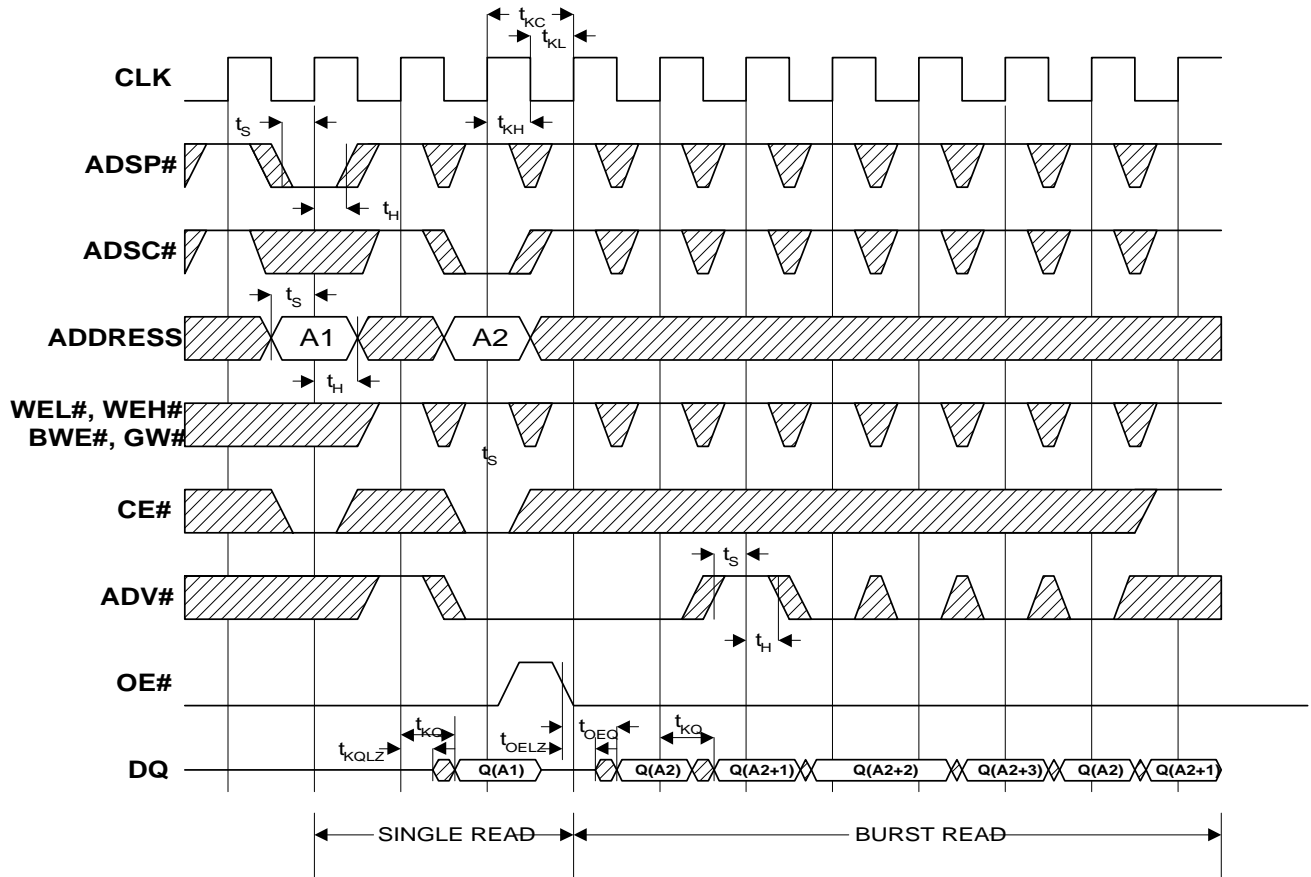 tKC
tKL
CLK
tS
tKH
ADSP#
tH
ADSC#
tS
ADDRESS A1 A2
tH
WEL#, WEH#
BWE#, GW#
tS
CE#
tS
ADV#
tH
OE#
tKQ tOEQ tKQ
tKQLZ tOELZ
DQ Q(A1) Q(A2) Q(A2+1) Q(A2+2) Q(A2+3) Q(A2) Q(A2+1)
SINGLE READ BURST READ